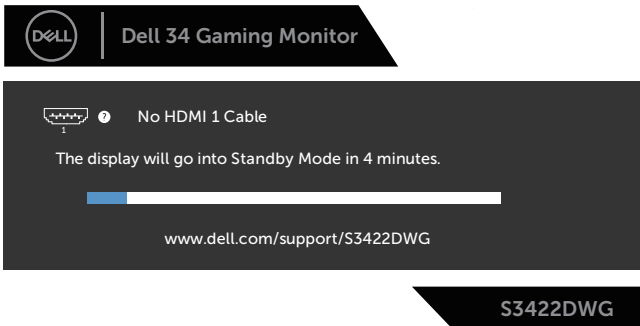 DELL
Dell 34 Gaming Monitor
1
?
No HDMI 1 Cable
The display will go into Standby Mode in 4 minutes.
www.dell.com/support/S3422DWG
S3422DWG